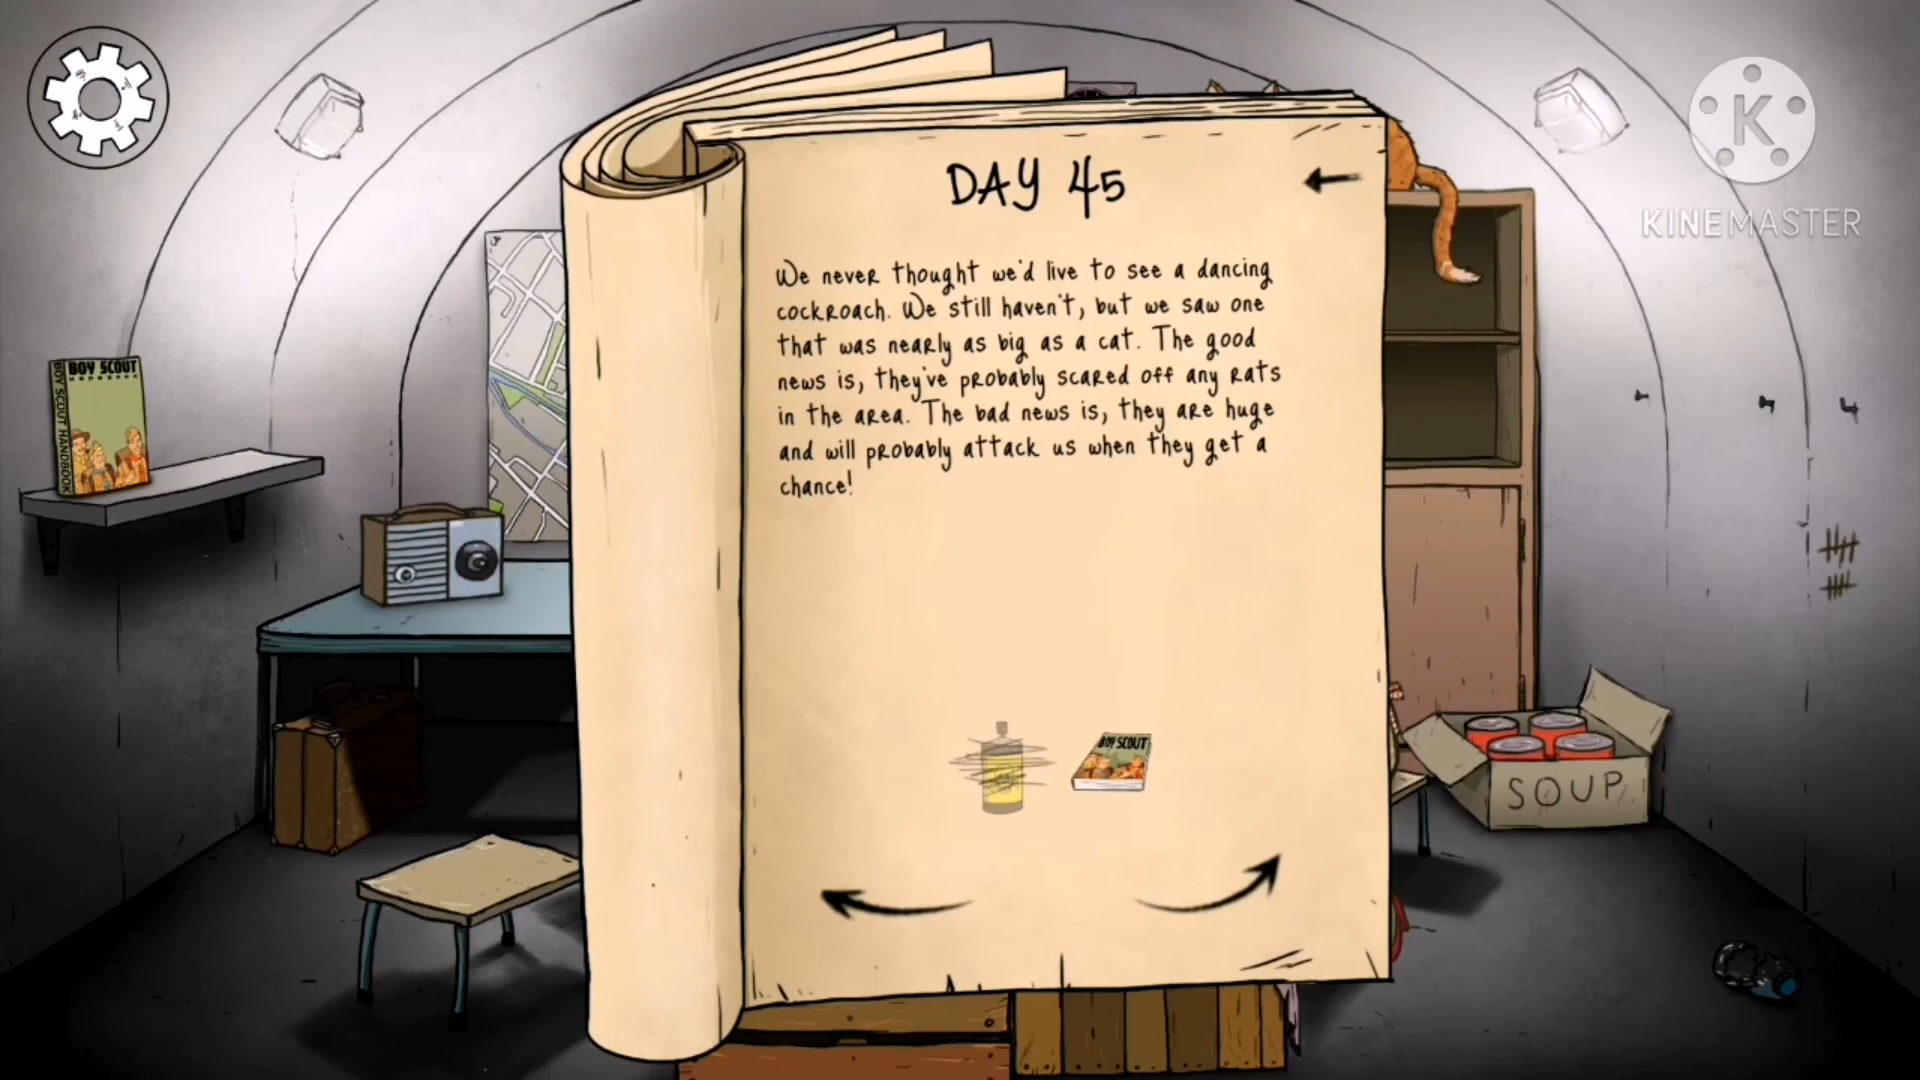 DAY 45
We never thought we'd live to see a dancing
cockroach. We still haven't, but we saw one
that was nearly as big as a cat. The good
news is, they've probably scared off any rats
in the area. The bad news is, they are huge
and will probably attack us when they get a
chance!
BOY SCOUT
BOY SCOUT
HANDBOOK
BOY SCOUT HANDBOOK
SOUP
K
KINEMASTER